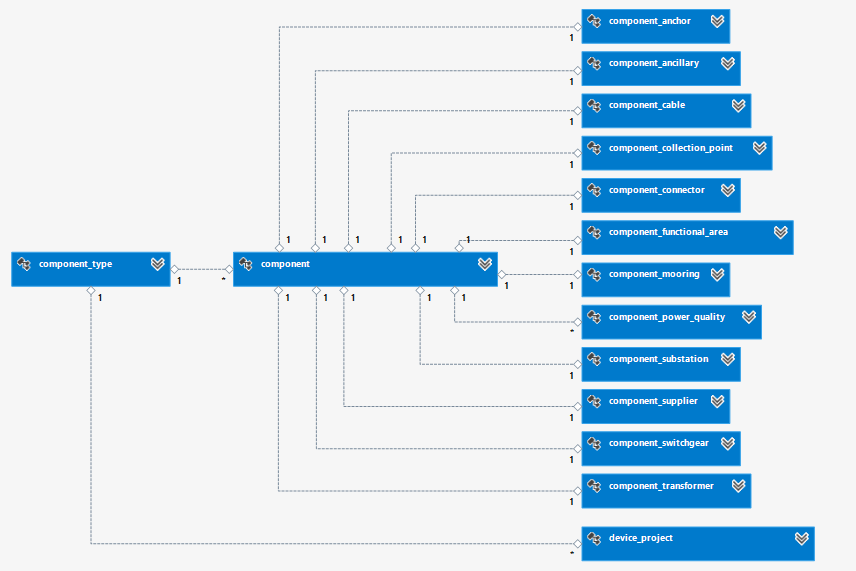 component_anchor
1
component_ancillary
1
component_cable
1
component_collection_point
1
component_connector
1
component_functional_area
1
1 1 1 1 1 1
component_type
component
1
*
component_mooring
1
1
1
1 1 1 1 1
component_power_quality
*
component_substation
1
component_supplier
1
component_switchgear
1
component_transformer
1
device_project
*